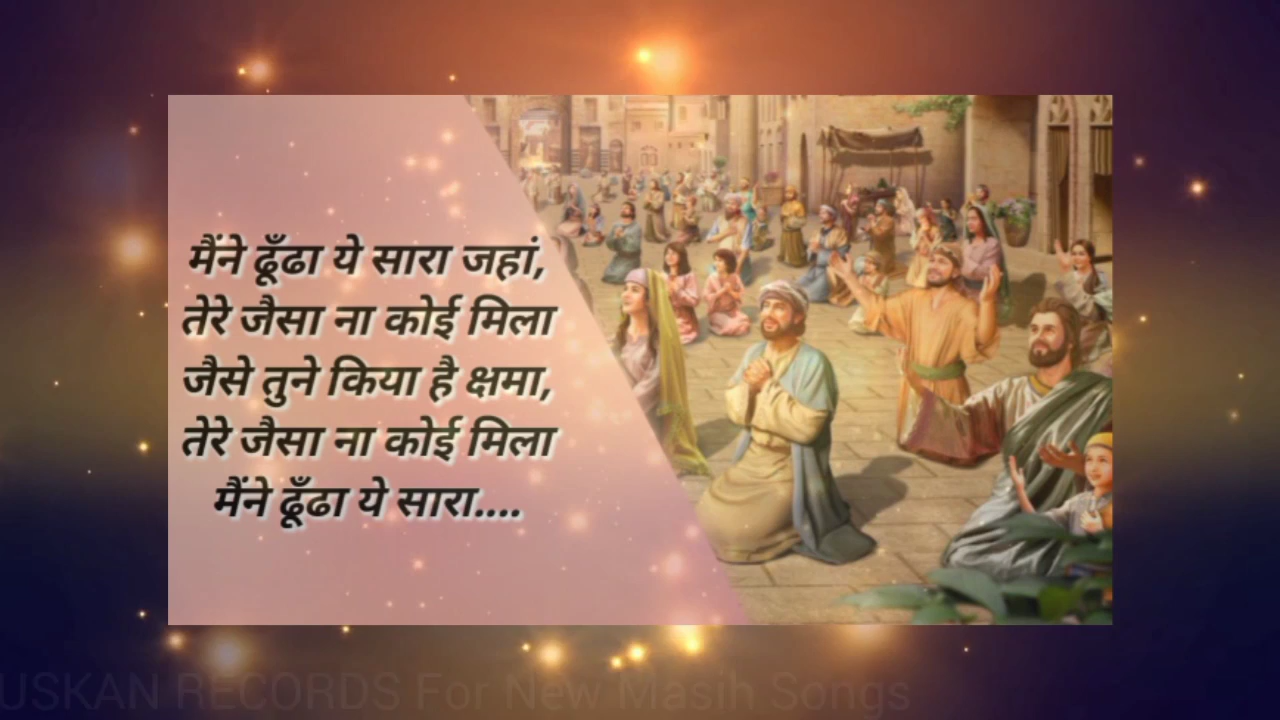 मैंने ढूँढा ये सारा जहां,
तेरे जैसा ना कोई मिला
जैसे तुने किया है क्षमा,
तेरे जैसा ना कोई मिला
मैंने ढूँढा ये सारा....
USKAN RECORDS For New Masih Songs